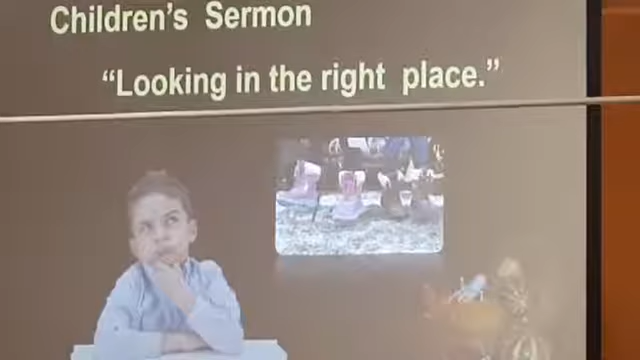 Children's Sermon
“Looking in the right place.”